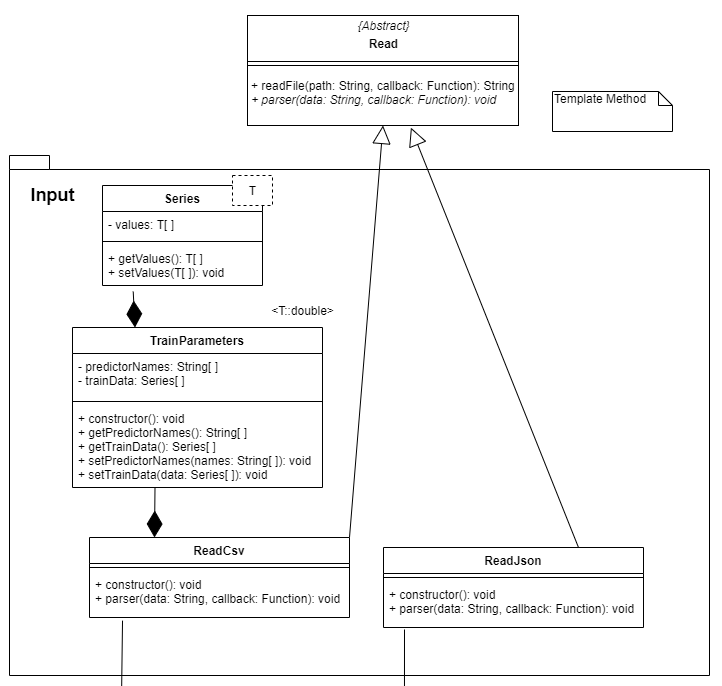 {Abstract}
Read
+ readFile(path: String, callback: Function): String
+ parser(data: String, callback: Function): void
Template Method
Input
Series
T
- values: T[ ]
+ getValues(): T[ ]
+ setValues(T[ ]): void
<T::double>
TrainParameters
- predictorNames: String[ ]
- trainData: Series[ ]
+ constructor(): void
+ getPredictorNames(): String[ ]
+ getTrainData(): Series[ ]
+ setPredictorNames(names: String[ ]): void
+ setTrainData(data: Series[ ]): void
ReadCsv
+ constructor(): void
+ parser(data: String, callback: Function): void
ReadJson
+ constructor(): void
+ parser(data: String, callback: Function): void